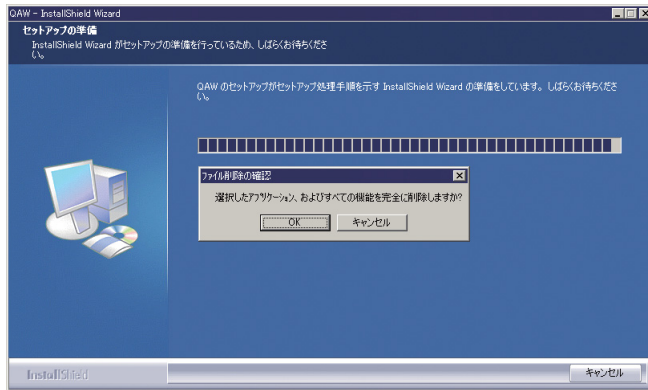 QAW - InstallShield Wizard
セットアップの準備
InstallShield Wizard がセットアップの準備を行っているため、しばらくお待ちくださ
い。
QAW のセットアップがセットアップ処理手順を示す InstallShield Wizard の準備をしています。しばらくお待ちくださ
い。
ファイル削除の確認
選択したアプリケーション、およびすべての機能を完全に削除しますか?
OK
キャンセル
InstallShield
キャンセル